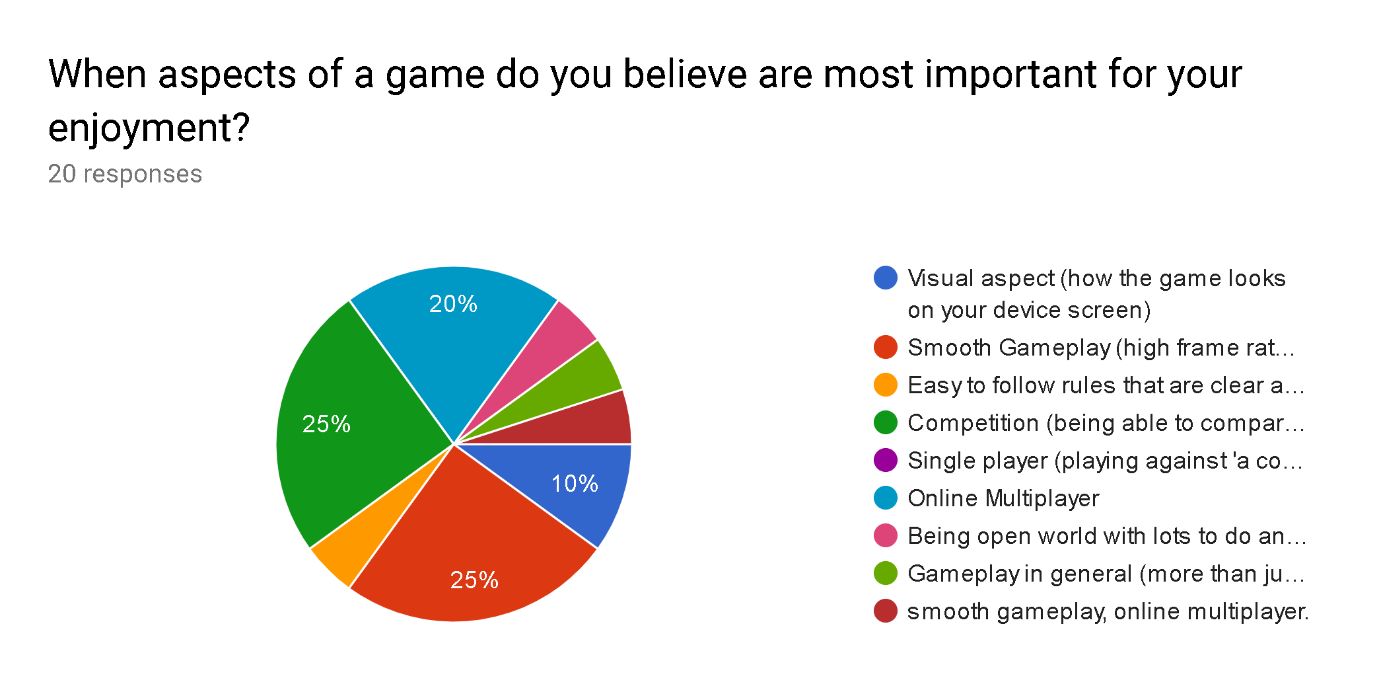 When aspects of a game do you believe are most important for your
enjoyment?
20 responses
20%
25%
10%
25%
Visual aspect (how the game looks
on your device screen)
Smooth Gameplay (high frame rat...
Easy to follow rules that are clear a...
Competition (being able to compar...
Single player (playing against 'a co...
Online Multiplayer
Being open world with lots to do an...
Gameplay in general (more than ju...
smooth gameplay, online multiplayer.